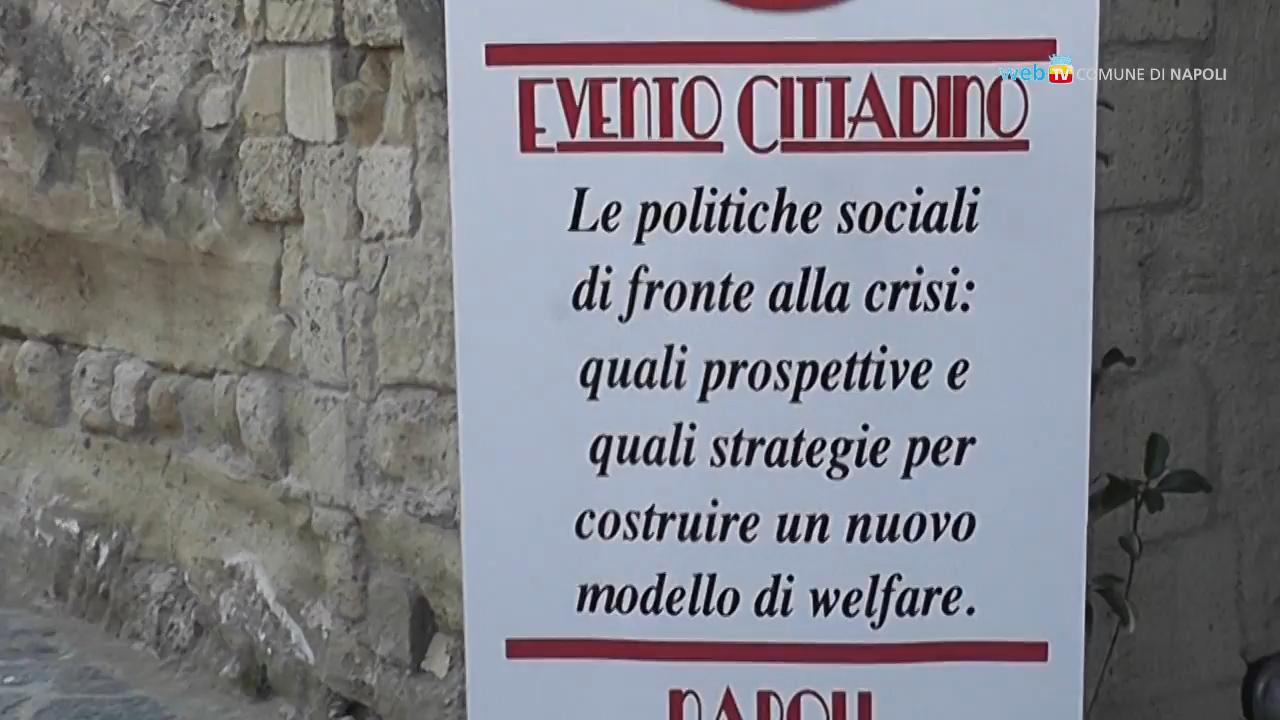 web TV COMUNE DI NAPOLI
EVENTO CITTADINO
Le politiche sociali
di fronte alla crisi:
quali prospettive e
quali strategie per
costruire un nuovo
modello di welfare.
NAPOLI